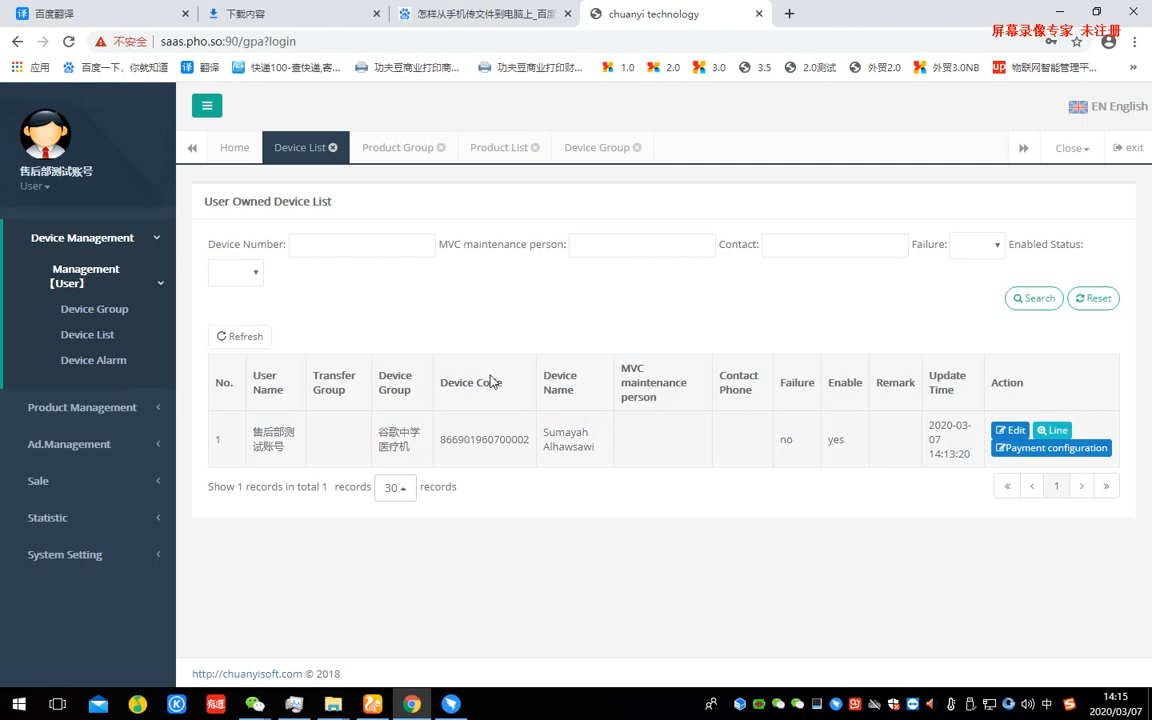 百度翻译
下载内容
怎样从手机传文件到电脑上_百度
chuanyi technology
屏幕录像专家 未注册
不安全 saas.pho.so:90/gpa?login
应用 百度一下，你就知道 翻译 快递100-查快递,寄... 功夫豆商业打印商... 功夫豆商业打印财... 1.0 2.0 3.0 3.5 2.0测试 外贸2.0 外贸3.0NB 物联网智能管理平...
EN English
售后部测试账号
User
Home Device List Product Group Product List Device Group Close exit
Device Management
Management
【User】
Device Group
Device List
Device Alarm
Product Management
Ad.Management
Sale
Statistic
System Setting
User Owned Device List
Device Number: MVC maintenance person: Contact: Failure: Enabled Status:
Search Reset
Refresh
No. User Name Transfer Group Device Group Device Code Device Name MVC maintenance person Contact Phone Failure Enable Remark Update Time Action
1 售后部测试账号 谷歌中学医疗机 866901960700002 Sumayah Alhawsawi no yes 2020-03-07 14:13:20 Edit Line
Payment configuration
Show 1 records in total 1 records 30 records
« ‹ 1 › »
http://chuanyisoft.com © 2018
中
14:15
2020/03/07